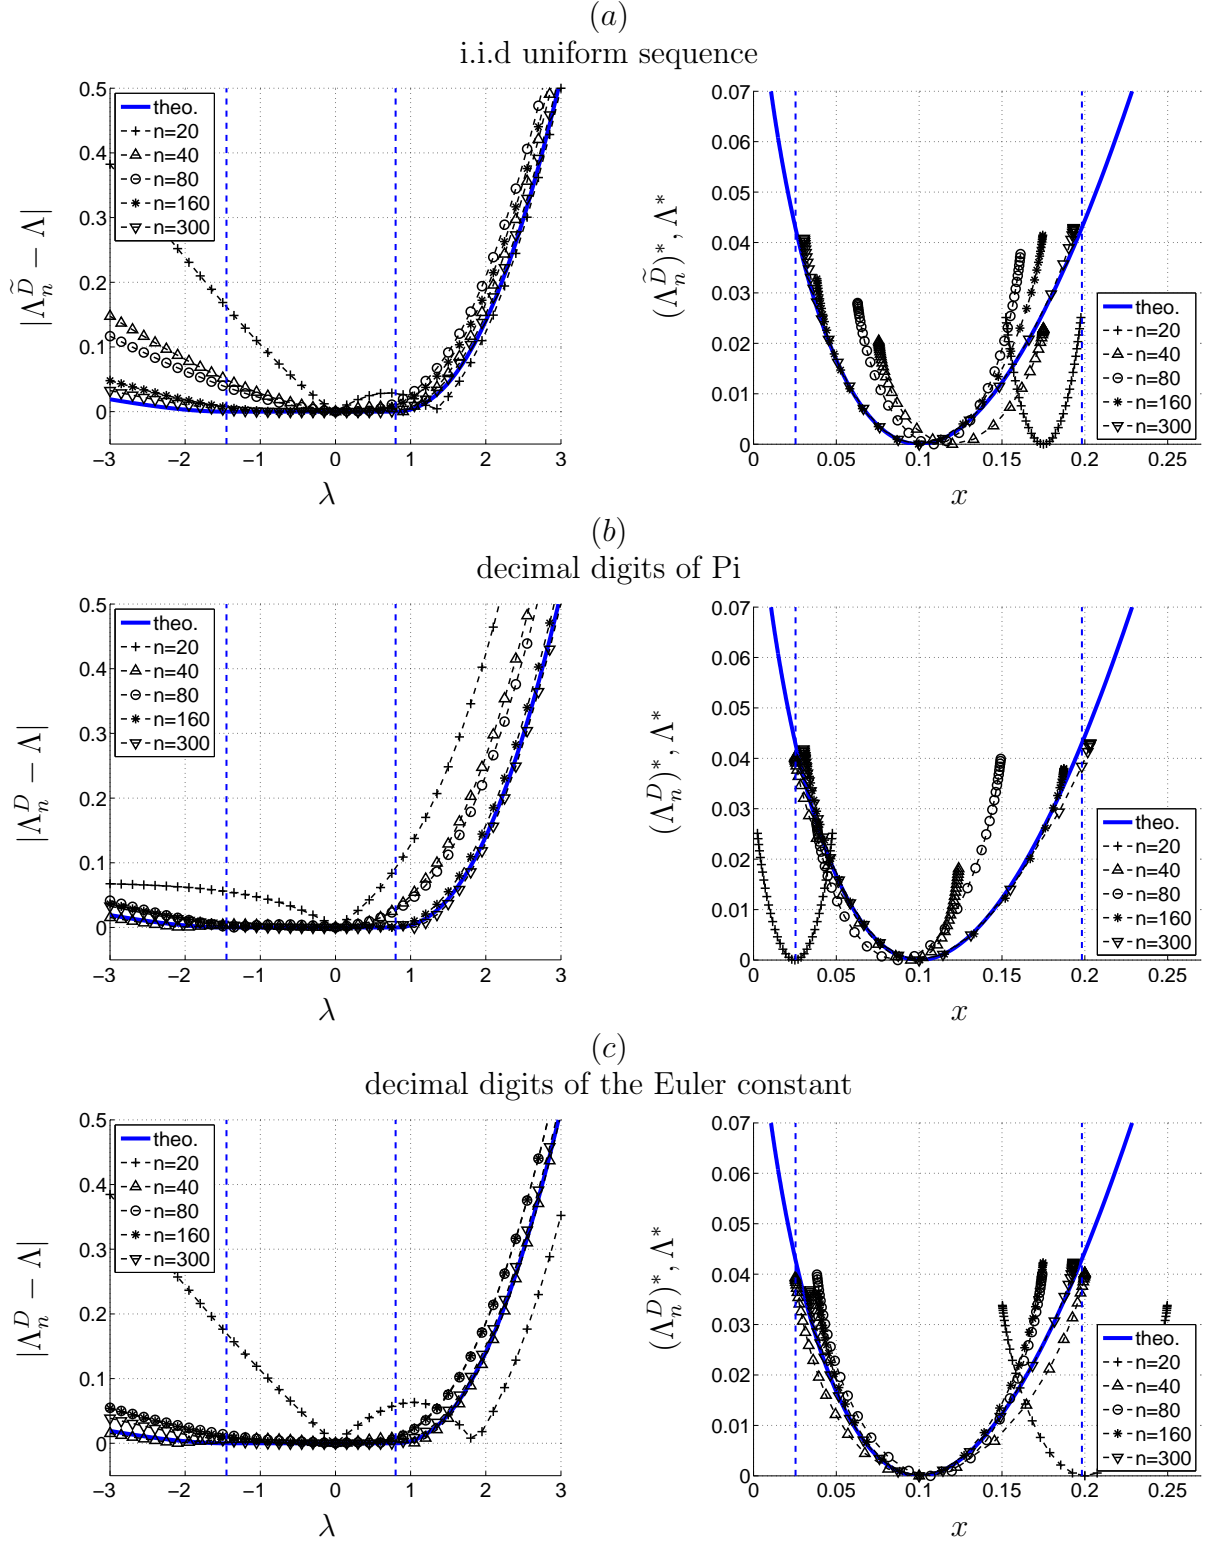 (a)
i.i.d uniform sequence
0.5
0.4
0.3
0.2
0.1
0
−3 −2 −1 0 1 2 3
λ
|Λ_n^{\tilde{D}} − Λ|
theo.
n=20
n=40
n=80
n=160
n=300
0.07
0.06
0.05
0.04
0.03
0.02
0.01
0
0 0.05 0.1 0.15 0.2 0.25
x
(Λ_n^{\tilde{D}})*, Λ*
theo.
n=20
n=40
n=80
n=160
n=300
(b)
decimal digits of Pi
0.5
0.4
0.3
0.2
0.1
0
−3 −2 −1 0 1 2 3
λ
|Λ_n^D − Λ|
theo.
n=20
n=40
n=80
n=160
n=300
0.07
0.06
0.05
0.04
0.03
0.02
0.01
0
0 0.05 0.1 0.15 0.2 0.25
x
(Λ_n^D)*, Λ*
theo.
n=20
n=40
n=80
n=160
n=300
(c)
decimal digits of the Euler constant
0.5
0.4
0.3
0.2
0.1
0
−3 −2 −1 0 1 2 3
λ
|Λ_n^D − Λ|
theo.
n=20
n=40
n=80
n=160
n=300
0.07
0.06
0.05
0.04
0.03
0.02
0.01
0
0 0.05 0.1 0.15 0.2 0.25
x
(Λ_n^D)*, Λ*
theo.
n=20
n=40
n=80
n=160
n=300